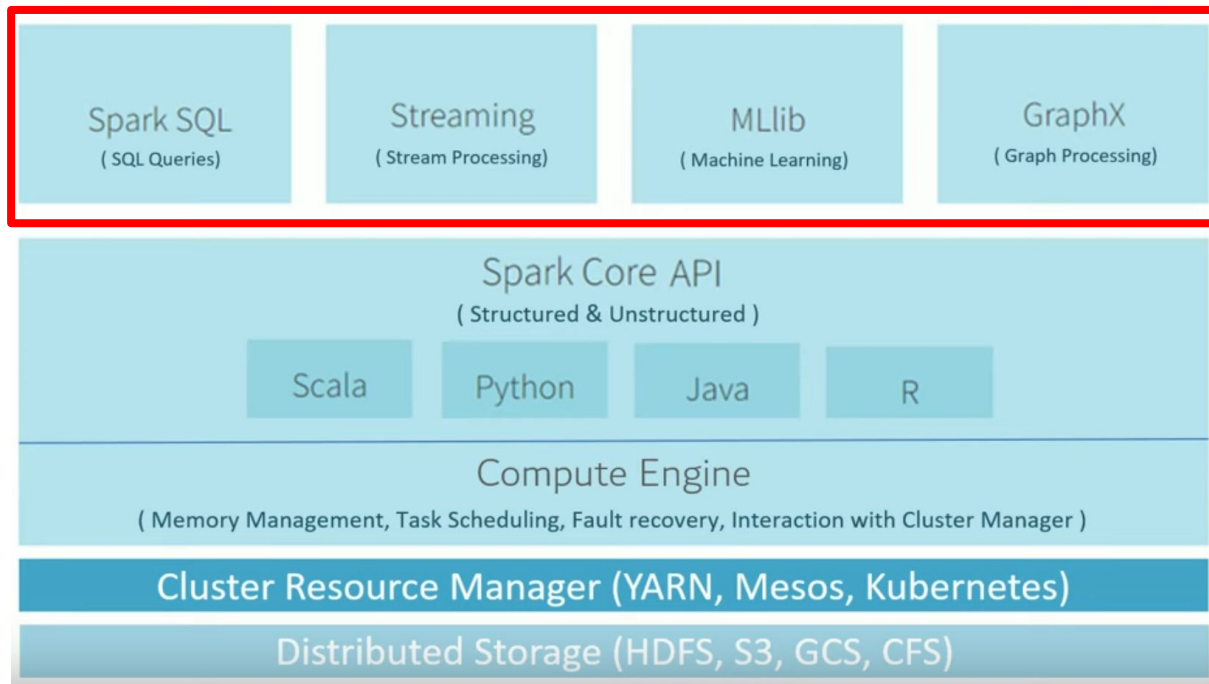 Spark SQL
( SQL Queries)
Streaming
( Stream Processing)
MLlib
( Machine Learning)
GraphX
( Graph Processing)
Spark Core API
( Structured & Unstructured )
Scala
Python
Java
R
Compute Engine
( Memory Management, Task Scheduling, Fault recovery, Interaction with Cluster Manager )
Cluster Resource Manager (YARN, Mesos, Kubernetes)
Distributed Storage (HDFS, S3, GCS, CFS)